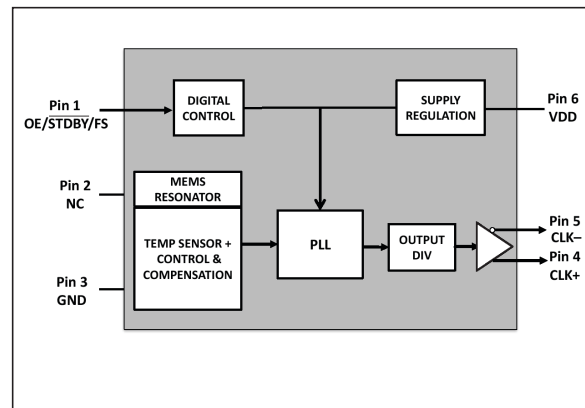 Pin 1
OE/STDBY/FS
DIGITAL
CONTROL
SUPPLY
REGULATION
Pin 6
VDD
Pin 2
NC
MEMS
RESONATOR
TEMP SENSOR +
CONTROL &
COMPENSATION
PLL
OUTPUT
DIV
Pin 5
CLK–
Pin 4
CLK+
Pin 3
GND